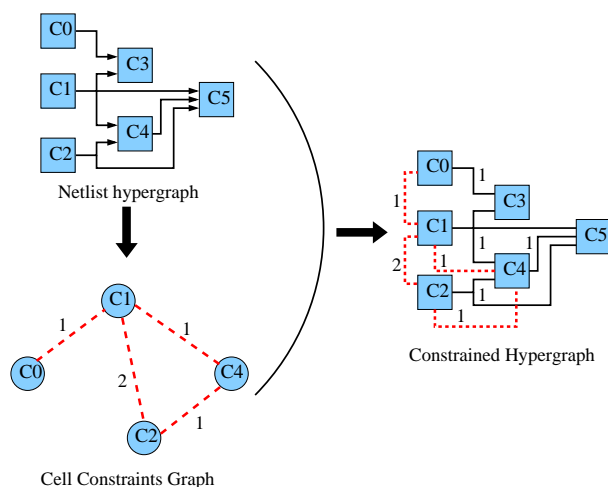 C0
C3
C1
C5
C4
C2
Netlist hypergraph
C1
1
1
C0
2
C4
1
C2
Cell Constraints Graph
C0
1
C3
1
C1
1
1
C5
2
1
C4
C2
1
1
Constrained Hypergraph